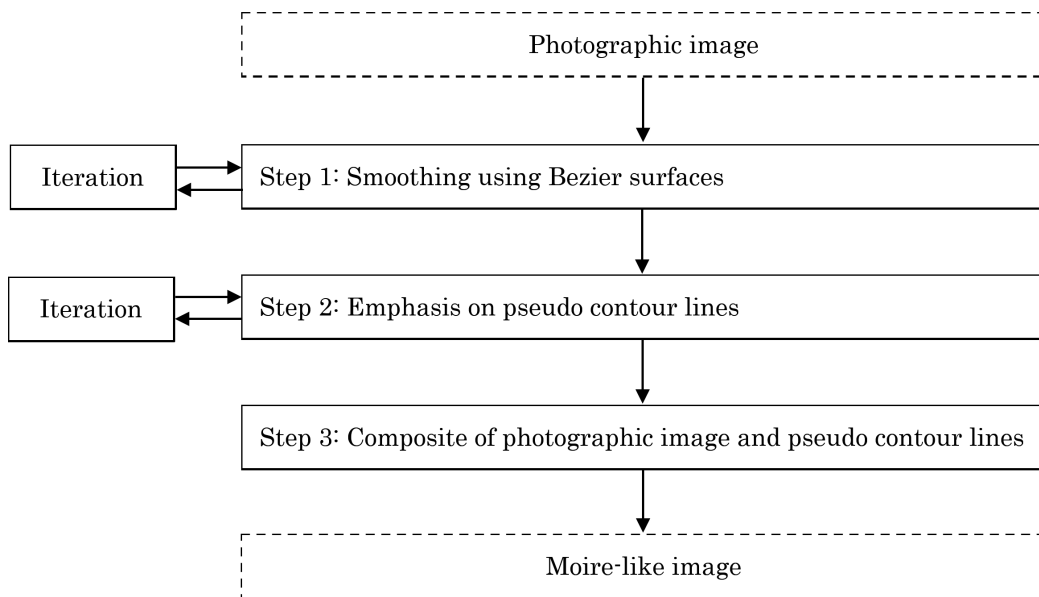 Photographic image
Iteration
Step 1: Smoothing using Bezier surfaces
Iteration
Step 2: Emphasis on pseudo contour lines
Step 3: Composite of photographic image and pseudo contour lines
Moire-like image